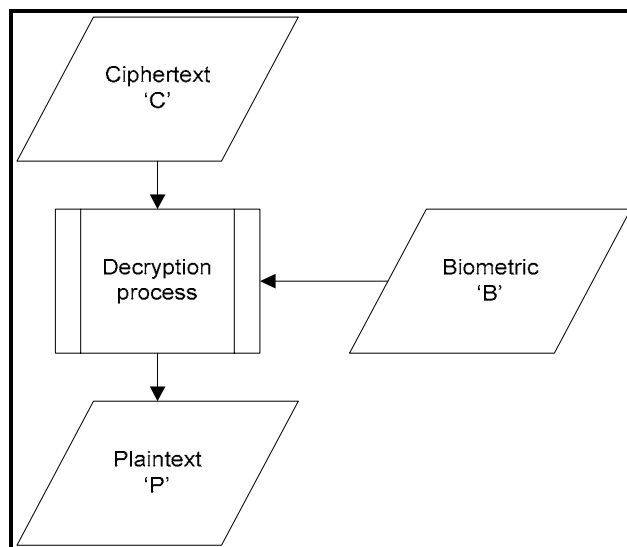 Ciphertext
‘C’
Decryption
process
Biometric
‘B’
Plaintext
‘P’